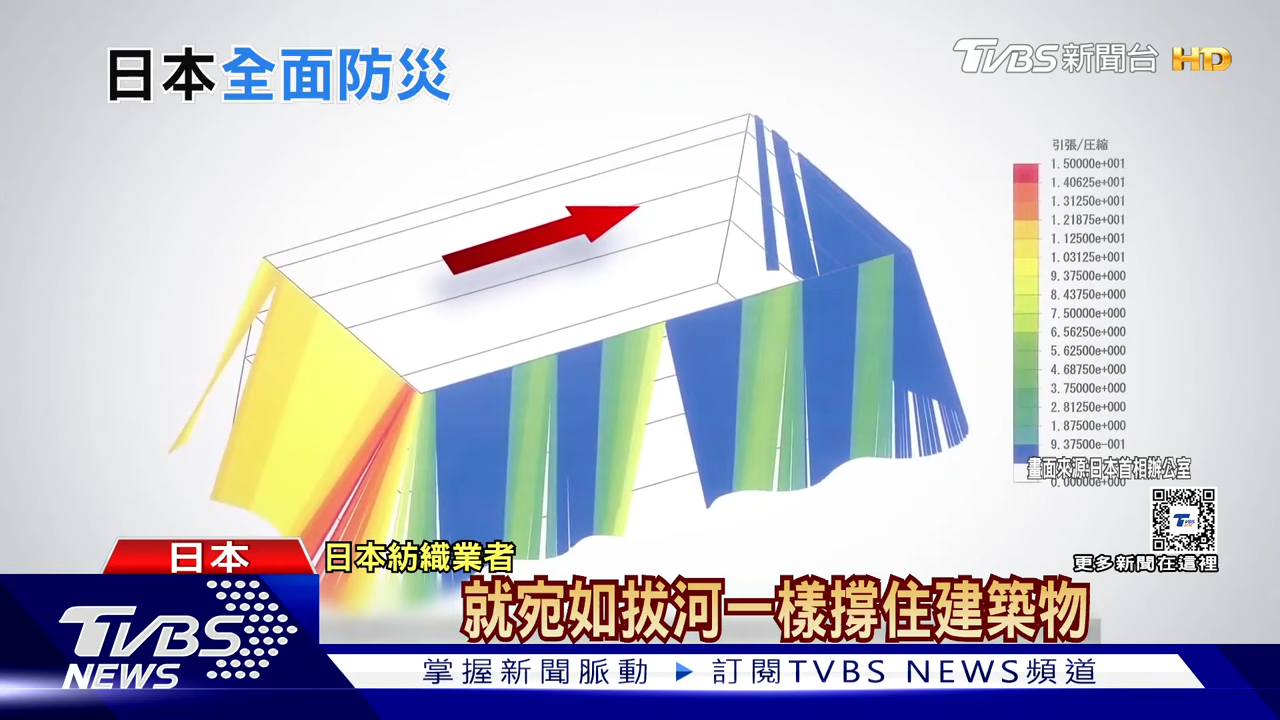 日本全面防災
TVBS新聞台 HD
引張/圧縮
1.50000e+001
1.40625e+001
1.31250e+001
1.21875e+001
1.12500e+001
1.03125e+001
9.37500e+000
8.43750e+000
7.50000e+000
6.56250e+000
5.62500e+000
4.68750e+000
3.75000e+000
2.81250e+000
1.87500e+000
9.37500e-001
0.00000e+000
畫面來源:日本首相辦公室
TVBS
更多新聞在這裡
日本
日本紡織業者
就宛如拔河一樣撐住建築物
TVBS NEWS
掌握新聞脈動 ▶ 訂閱TVBS NEWS頻道